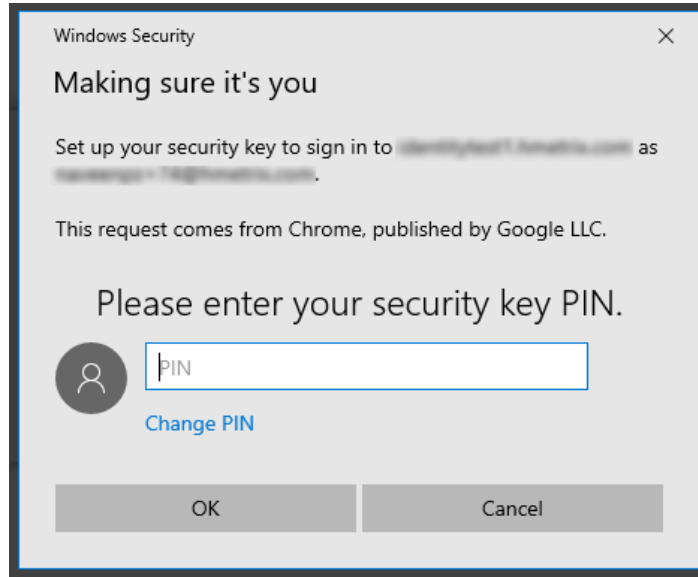 Windows Security
Making sure it's you
Set up your security key to sign in to as
.
This request comes from Chrome, published by Google LLC.
Please enter your security key PIN.
PIN
Change PIN
OK Cancel